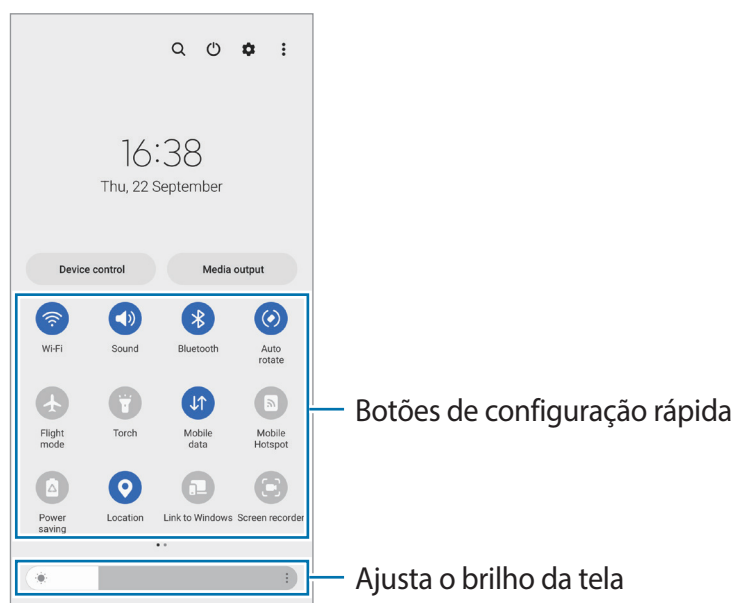 16:38
Thu, 22 September
Device control Media output
Wi-Fi Sound Bluetooth Auto
rotate
Botões de configuração rápida
Flight Torch Mobile Mobile
mode data Hotspot
Power Location Link to Windows Screen recorder
saving
Ajusta o brilho da tela